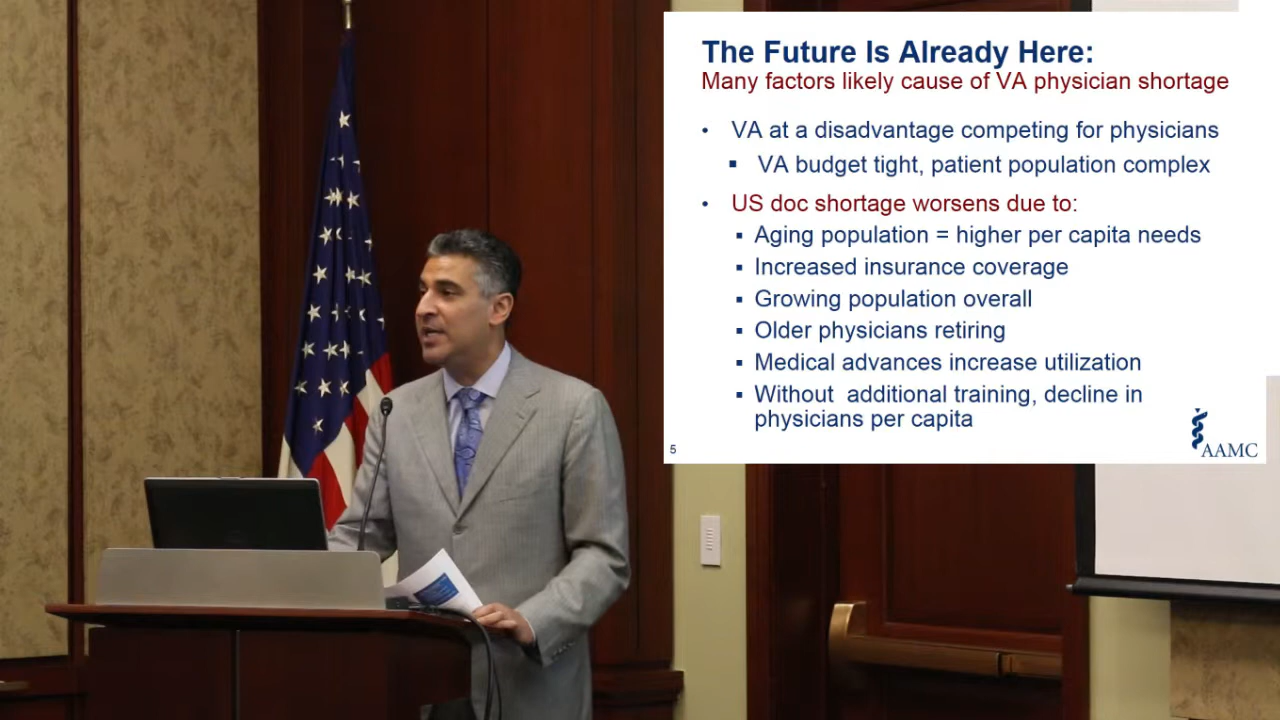 The Future Is Already Here:
Many factors likely cause of VA physician shortage
• VA at a disadvantage competing for physicians
▪ VA budget tight, patient population complex
• US doc shortage worsens due to:
▪ Aging population = higher per capita needs
▪ Increased insurance coverage
▪ Growing population overall
▪ Older physicians retiring
▪ Medical advances increase utilization
▪ Without  additional training, decline in
physicians per capita
5
AAMC